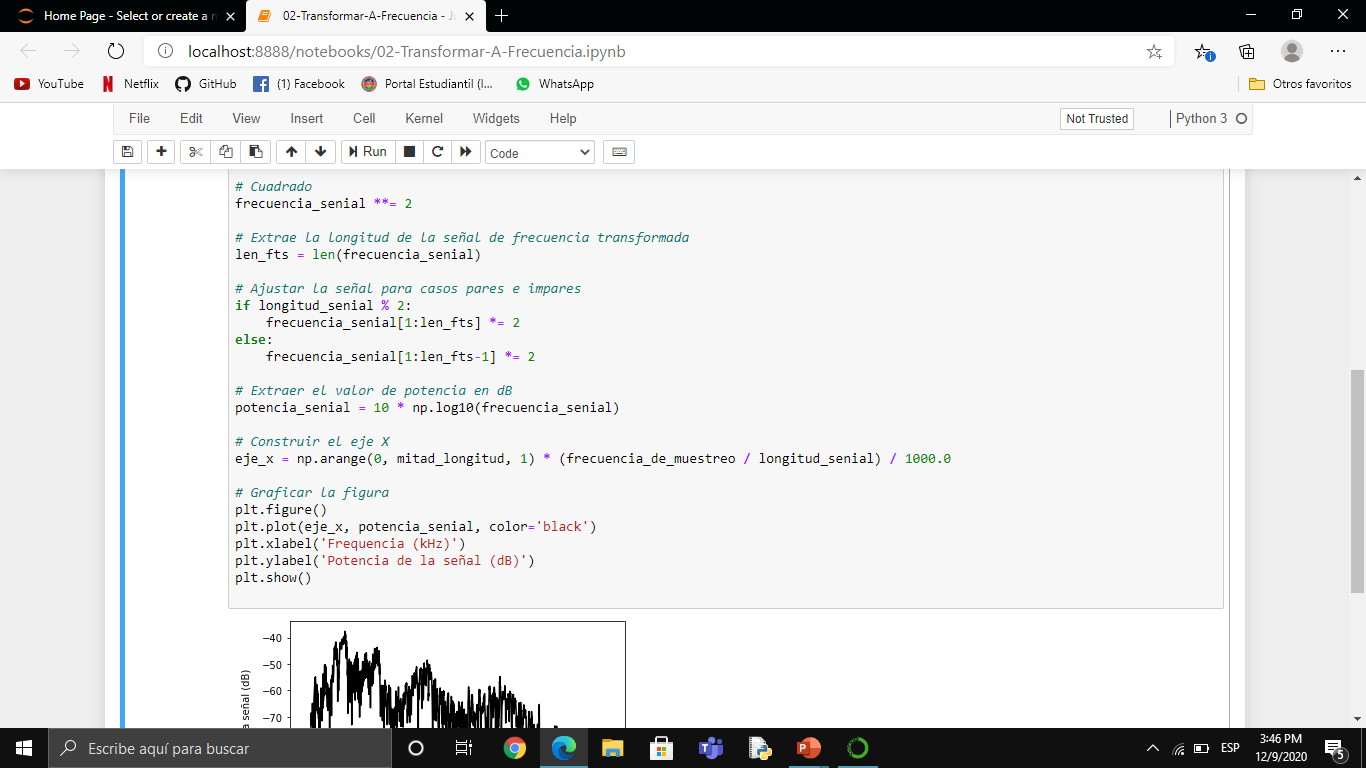 Home Page - Select or create a n
02-Transformar-A-Frecuencia - Ju
localhost:8888/notebooks/02-Transformar-A-Frecuencia.ipynb
YouTube
Netflix
GitHub
(1) Facebook
Portal Estudiantil (I...
WhatsApp
Otros favoritos
File Edit View Insert Cell Kernel Widgets Help
Not Trusted
Python 3
Run
Code
# Cuadrado
frecuencia_senial **= 2
# Extrae la longitud de la señal de frecuencia transformada
len_fts = len(frecuencia_senial)
# Ajustar la señal para casos pares e impares
if longitud_senial % 2:
    frecuencia_senial[1:len_fts] *= 2
else:
    frecuencia_senial[1:len_fts-1] *= 2
# Extraer el valor de potencia en dB
potencia_senial = 10 * np.log10(frecuencia_senial)
# Construir el eje X
eje_x = np.arange(0, mitad_longitud, 1) * (frecuencia_de_muestreo / longitud_senial) / 1000.0
# Graficar la figura
plt.figure()
plt.plot(eje_x, potencia_senial, color='black')
plt.xlabel('Frequencia (kHz)')
plt.ylabel('Potencia de la señal (dB)')
plt.show()
−40
−50
−60
−70
a señal (dB)
Escribe aquí para buscar
ESP
3:46 PM
12/9/2020
5